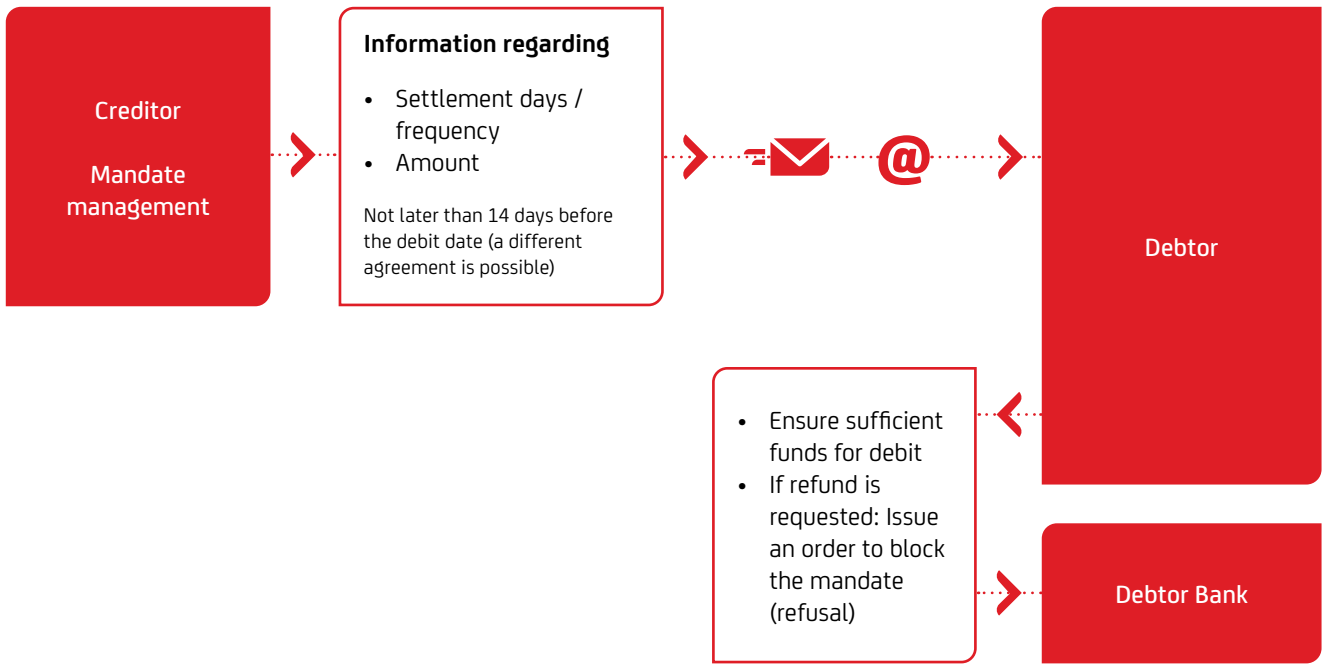 Creditor
Mandate
management
Information regarding
• Settlement days /
frequency
• Amount
Not later than 14 days before
the debit date (a different
agreement is possible)
@
Debtor
• Ensure sufficient
funds for debit
• If refund is
requested: Issue
an order to block
the mandate
(refusal)
Debtor Bank